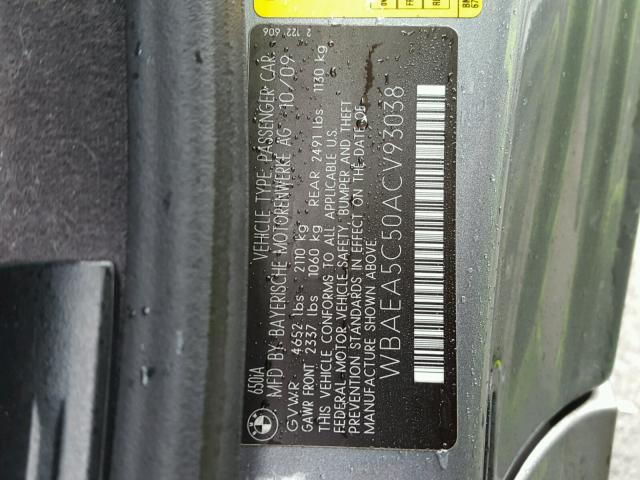 2 122 606
VEHICLE TYPE: PASSENGER CAR
MFD BY: BAYERISCHE MOTORENWERKE AG 10/09
GVWR 4652 lbs 2110 kg
GAWR FRONT 2337 lbs 1060 kg REAR 2491 lbs 1130 kg
THIS VEHICLE CONFORMS TO ALL APPLICABLE U.S.
FEDERAL MOTOR VEHICLE SAFETY, BUMPER AND THEFT
PREVENTION STANDARDS IN EFFECT ON THE DATE OF
MANUFACTURE SHOWN ABOVE.
WBAEA5C50ACV93038